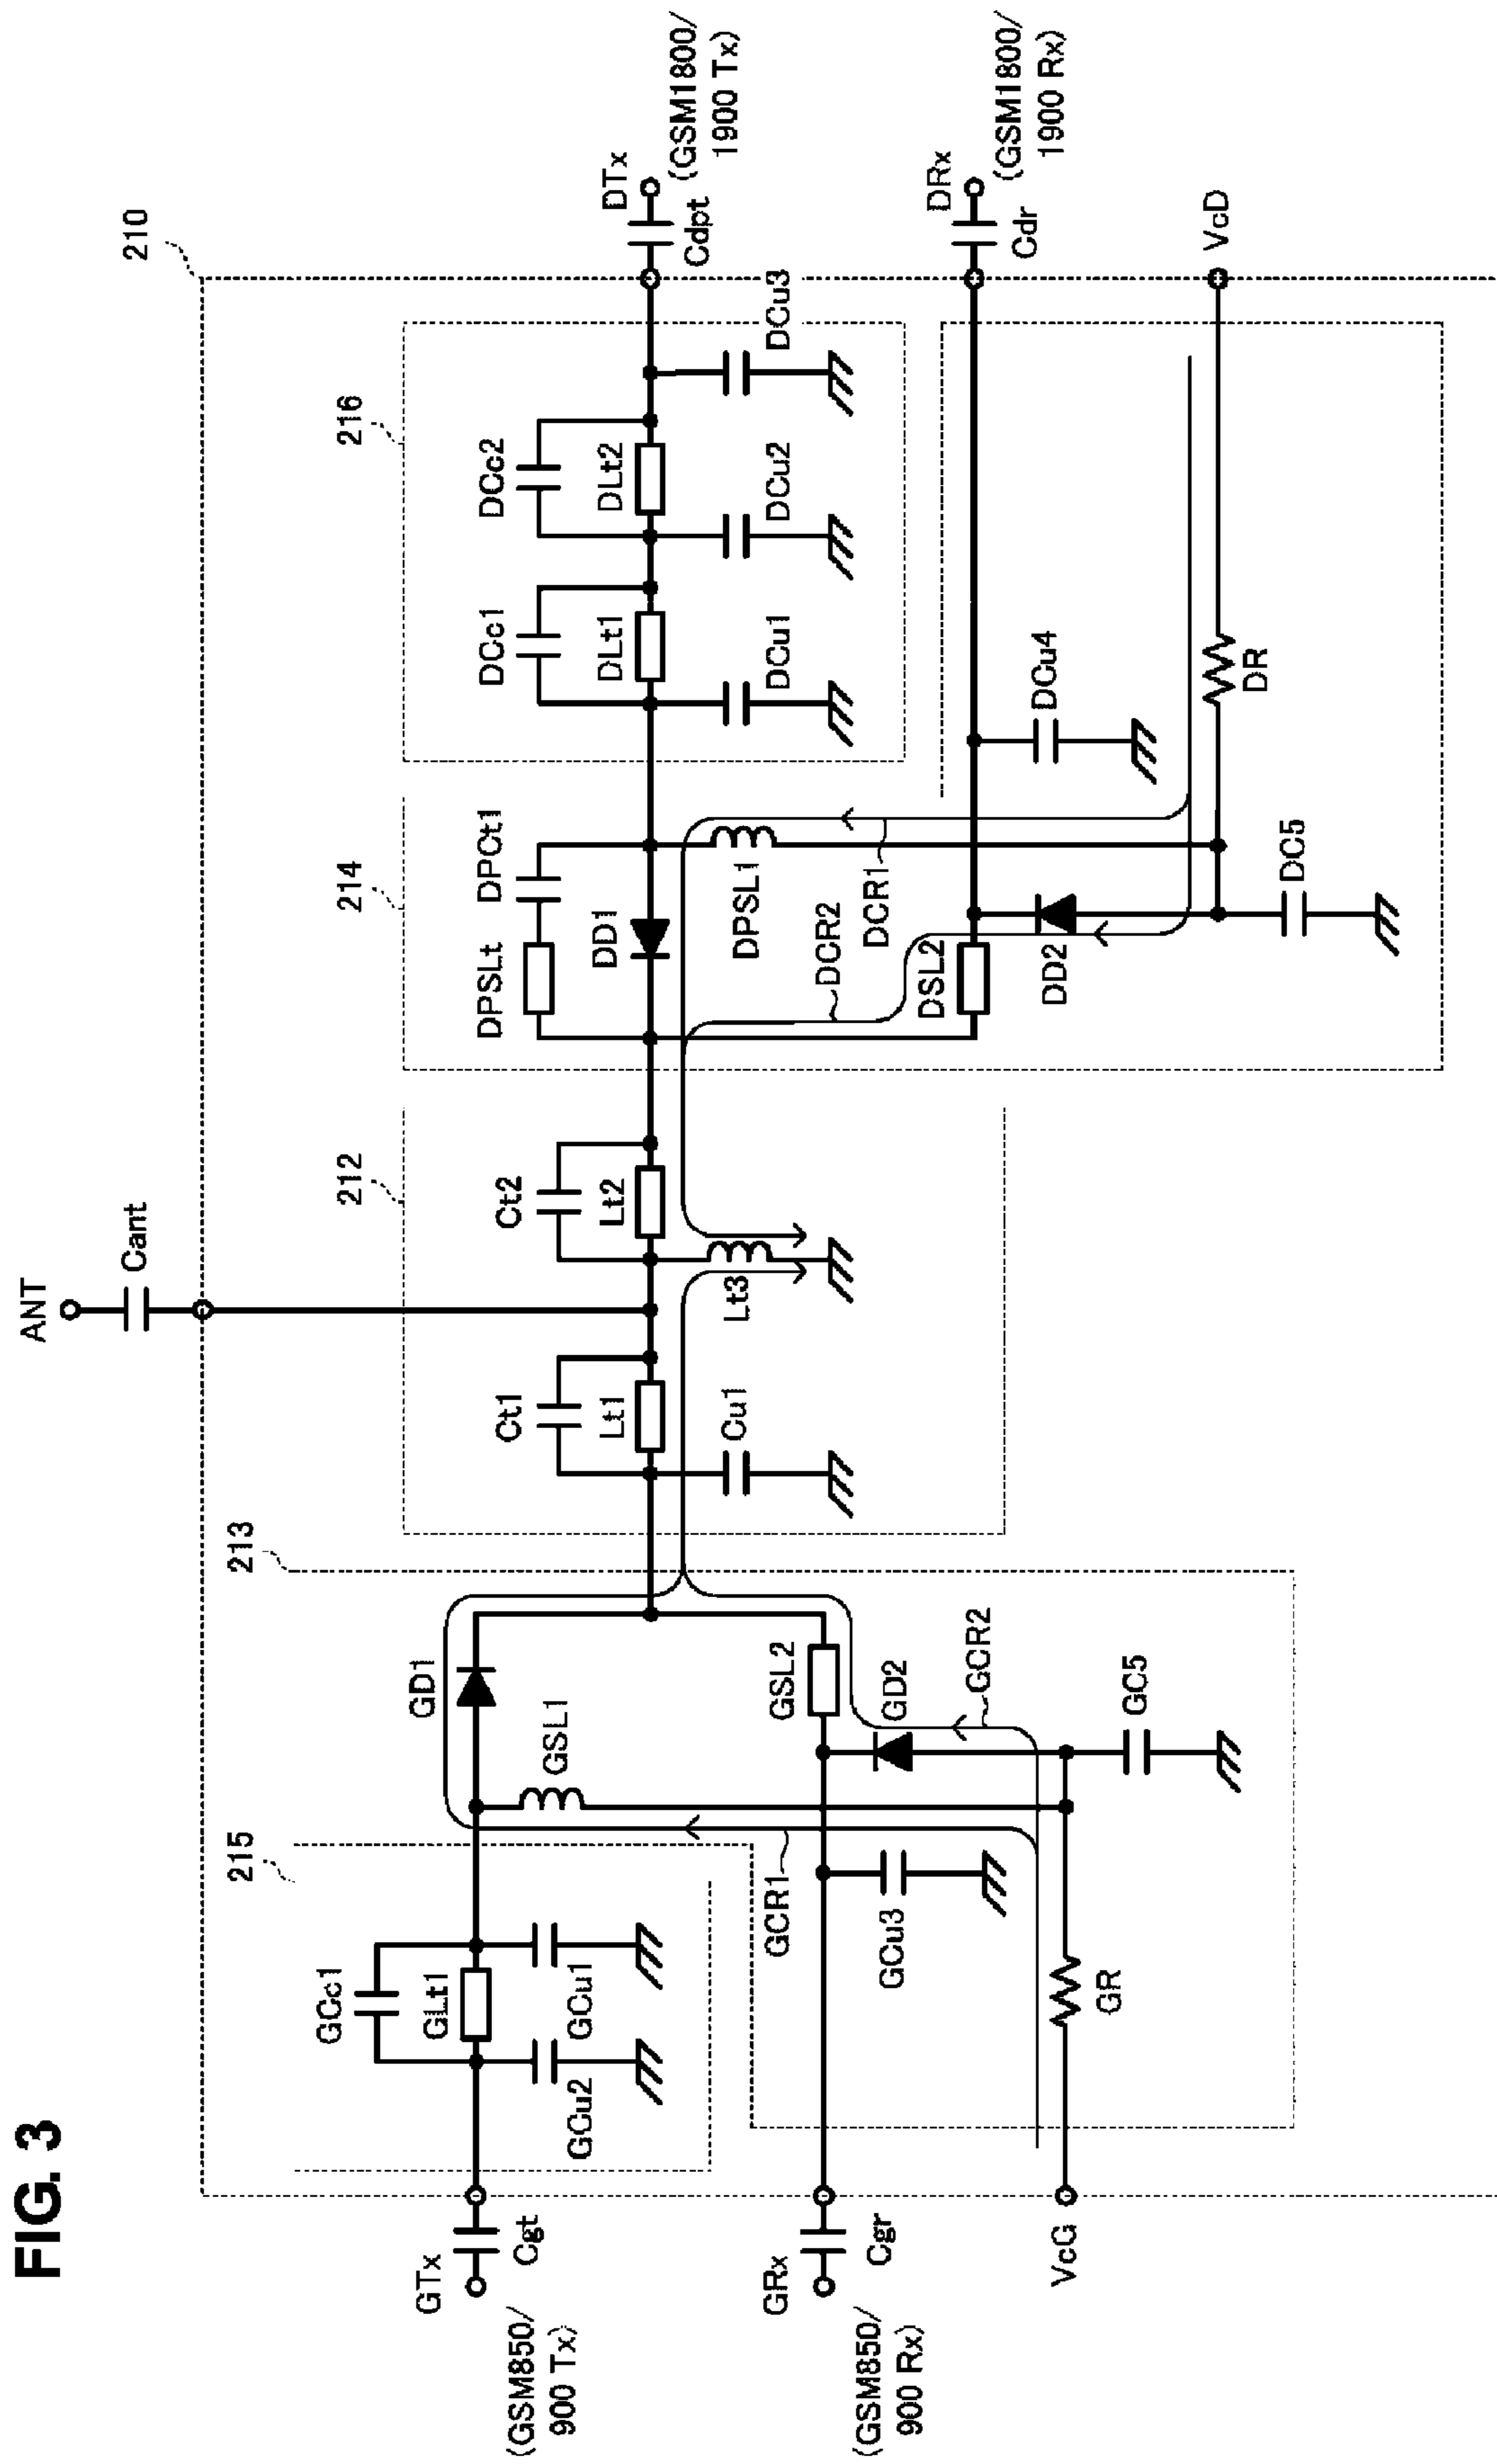 FIG. 3
ANT
Cant
210
212
213
214
215
216
GTx
Cgt
(GSM850/
900 Tx)
GRx
Cgr
(GSM850/
900 Rx)
VcG
GCc1
GLt1
GCu2
GCu1
GD1
GSL1
GCR1
GCu3
GR
GSL2
GD2
GCR2
GC5
Ct1
Lt1
Cu1
Ct2
Lt2
Lt3
DPSLt
DPCt1
DD1
DPSL1
DCR2
DCR1
DSL2
DD2
DC5
DCu4
DR
DCc1
DLt1
DCu1
DCc2
DLt2
DCu2
DCu3
DTx
Cdpt
(GSM1800/
1900 Tx)
DRx
Cdr
(GSM1800/
1900 Rx)
VcD